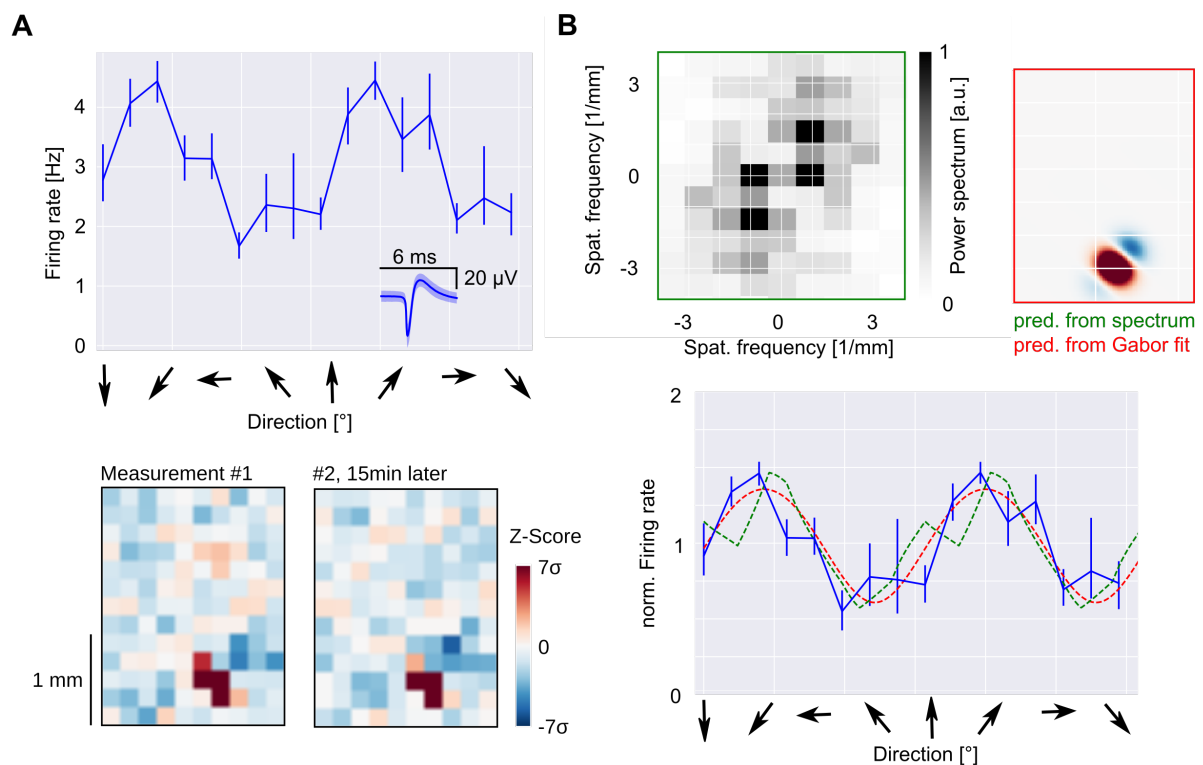 A
Firing rate [Hz]
4
3
2
1
0
6 ms
20 µV
Direction [°]
Measurement #1
#2, 15min later
1 mm
Z-Score
7σ
0
-7σ
B
Spat. frequency [1/mm]
3
0
-3
-3
0
3
Spat. frequency [1/mm]
1
0
Power spectrum [a.u.]
pred. from spectrum
pred. from Gabor fit
2
1
0
norm. Firing rate
Direction [°]